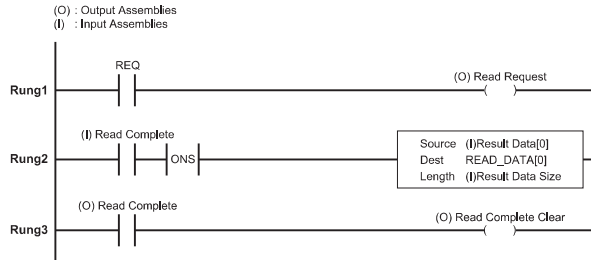 (O) : Output Assemblies
(I) : Input Assemblies
REQ
(O) Read Request
Rung1
(I) Read Complete
Rung2
ONS
Source (I)Result Data[0]
Dest READ_DATA[0]
Length (I)Result Data Size
(O) Read Complete
(O) Read Complete Clear
Rung3